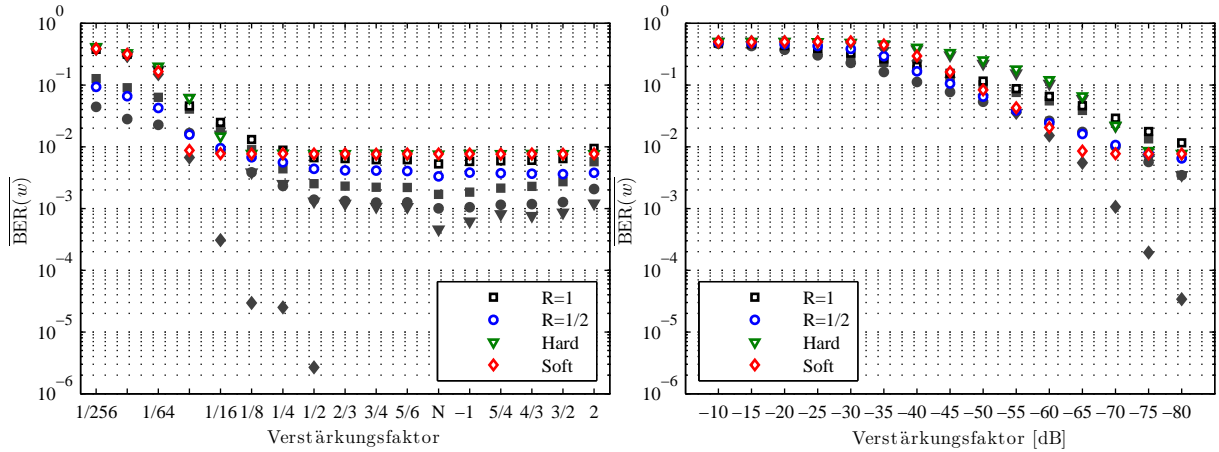 10^0
10^−1
10^−2
10^−3
10^−4
10^−5
10^−6
BER(w)
R=1
R=1/2
Hard
Soft
1/256 1/64 1/16 1/8 1/4 1/2 2/3 3/4 5/6 N −1 5/4 4/3 3/2 2
Verstärkungsfaktor
10^0
10^−1
10^−2
10^−3
10^−4
10^−5
10^−6
BER(w)
R=1
R=1/2
Hard
Soft
−10 −15 −20 −25 −30 −35 −40 −45 −50 −55 −60 −65 −70 −75 −80
Verstärkungsfaktor [dB]